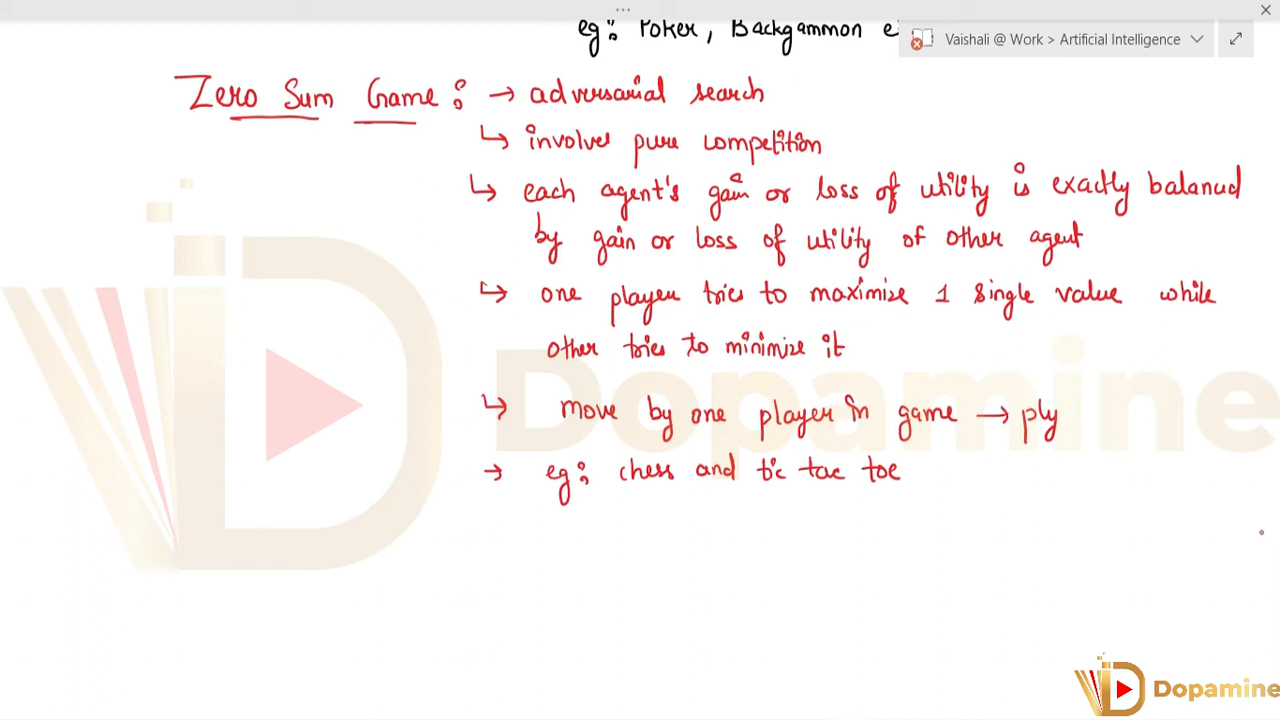 eg: Poker, Backgammon e
Vaishali @ Work > Artificial Intelligence
Zero Sum Game : → adversarial search
↳ involves pure competition
↳ each agent's gain or loss of utility is exactly balanced
by gain or loss of utility of other agent
↳ one player tries to maximize 1 single value while
other tries to minimize it
↳ move by one player in game → ply
→ eg: chess and tic tac toe
Dopamine
Dopamine